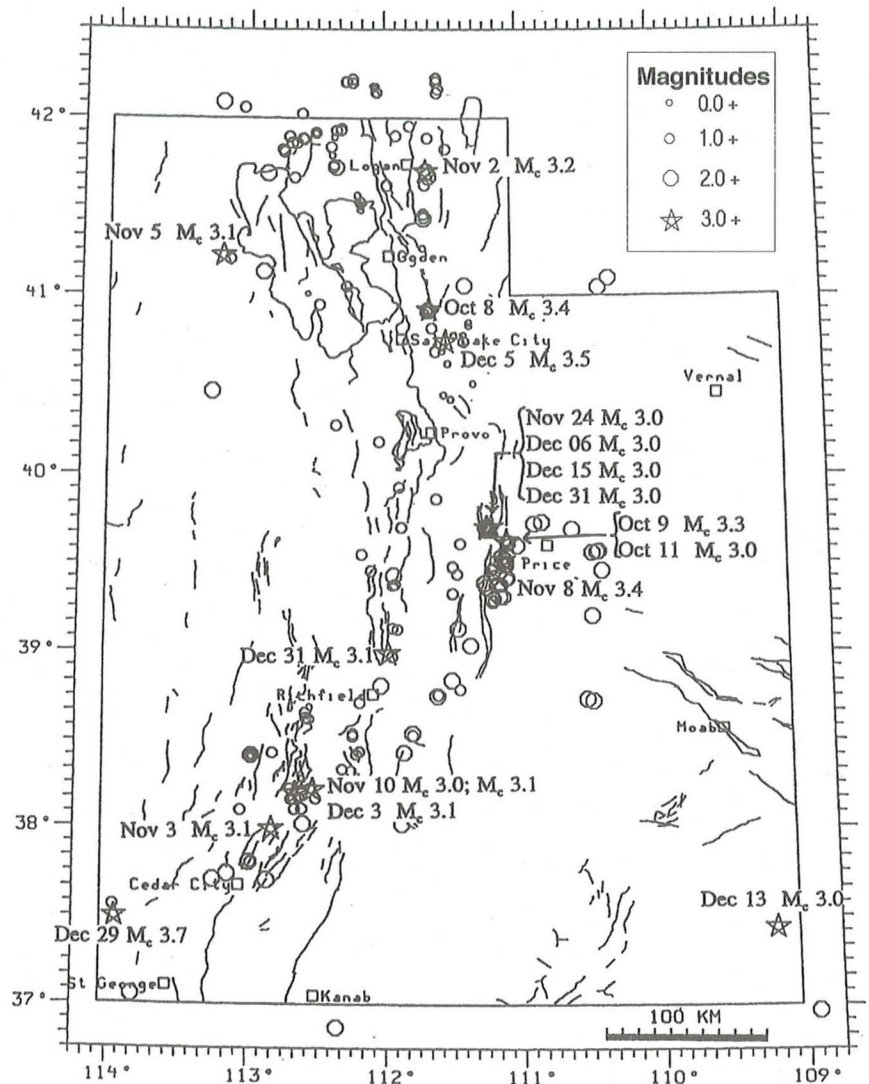 Magnitudes
0.0 +
1.0 +
2.0 +
3.0 +
42°
Logan
Nov 2 Mc 3.2
Nov 5 Mc 3.1
Ogden
41°
Oct 8 Mc 3.4
Salt Lake City
Dec 5 Mc 3.5
Vernal
Nov 24 Mc 3.0
Dec 06 Mc 3.0
Dec 15 Mc 3.0
Dec 31 Mc 3.0
Provo
40°
Oct 9 Mc 3.3
Oct 11 Mc 3.0
Price
Nov 8 Mc 3.4
39°
Dec 31 Mc 3.1
Richfield
Moab
Nov 10 Mc 3.0; Mc 3.1
Dec 3 Mc 3.1
38°
Nov 3 Mc 3.1
Cedar City
Dec 13 Mc 3.0
Dec 29 Mc 3.7
St George
37°
Kanab
100 KM
114° 113° 112° 111° 110° 109°